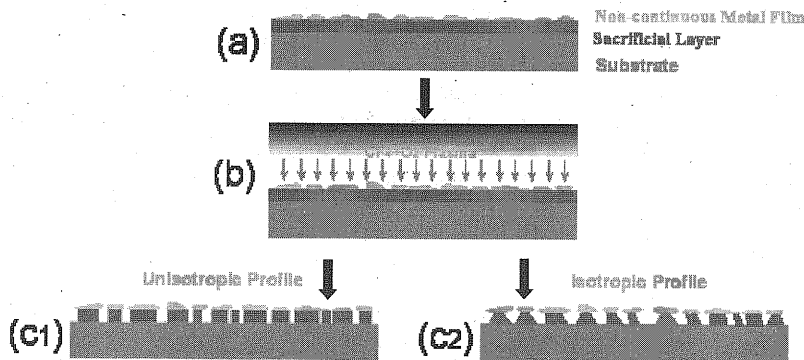 Non-continuous Metal Film
(a)
Sacrificial Layer
Substrate
(b)
Unisotropic Profile
Isotropic Profile
(C1)
(C2)